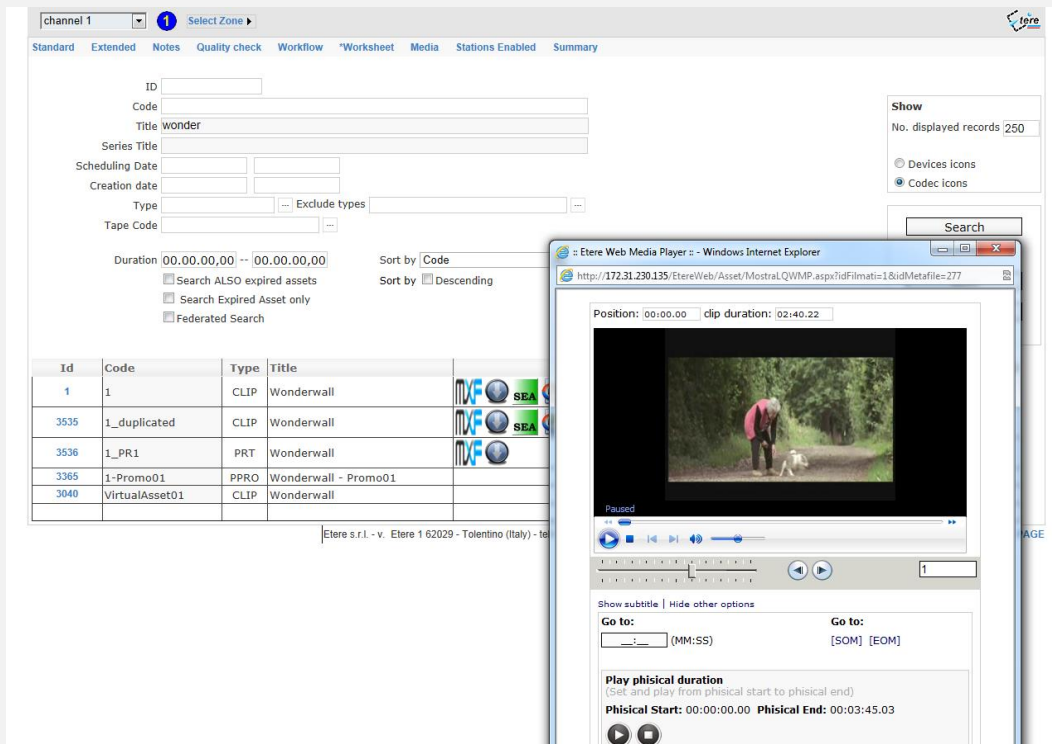 channel 1 1 Select Zone etere
Standard Extended Notes Quality check Workflow *Worksheet Media Stations Enabled Summary
ID
Code
Title wonder
Series Title
Scheduling Date
Creation date
Type ... Exclude types ...
Tape Code ...
Duration 00.00.00,00 -- 00.00.00,00 Sort by Code
Search ALSO expired assets Sort by Descending
Search Expired Asset only
Federated Search
Show
No. displayed records 250
Devices icons
Codec icons
Search
Id Code Type Title
1 1 CLIP Wonderwall MXF SEA
3535 1_duplicated CLIP Wonderwall MXF SEA
3536 1_PR1 PRT Wonderwall MXF
3365 1-Promo01 PPRO Wonderwall - Promo01
3040 VirtualAsset01 CLIP Wonderwall
Etere s.r.l. - v. Etere 1 62029 - Tolentino (Italy) - tel
AGE
:: Etere Web Media Player :: - Windows Internet Explorer
http://172.31.230.135/EtereWeb/Asset/MostraLQWMP.aspx?idFilmati=1&idMetafile=277
Position: 00:00.00 clip duration: 02:40.22
Paused
1
Show subtitle | Hide other options
Go to: Go to:
__:__ (MM:SS) [SOM] [EOM]
Play phisical duration
(Set and play from phisical start to phisical end)
Phisical Start: 00:00:00.00 Phisical End: 00:03:45.03